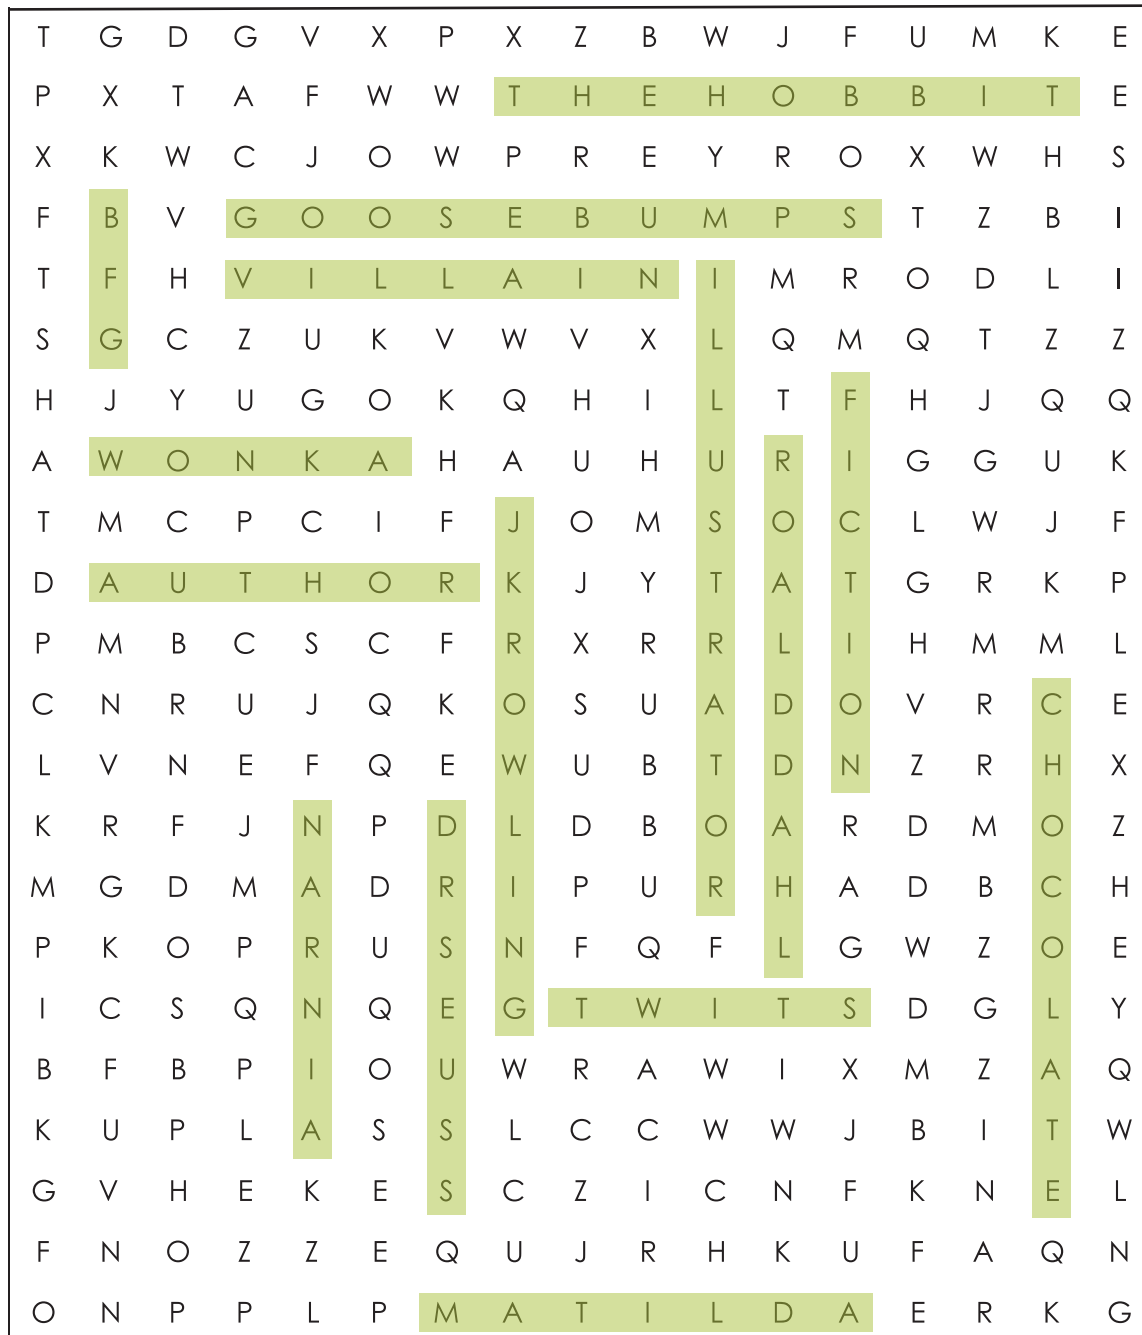 T G D G V X P X Z B W J F U M K E
P X T A F W W T H E H O B B I T E
X K W C J O W P R E Y R O X W H S
F B V G O O S E B U M P S T Z B I
T F H V I L L A I N I M R O D L I
S G C Z U K V W V X L Q M Q T Z Z
H J Y U G O K Q H I L T F H J Q Q
A W O N K A H A U H U R I G G U K
T M C P C I F J O M S O C L W J F
D A U T H O R K J Y T A T G R K P
P M B C S C F R X R R L I H M M L
C N R U J Q K O S U A D O V R C E
L V N E F Q E W U B T D N Z R H X
K R F J N P D L D B O A R D M O Z
M G D M A D R I P U R H A D B C H
P K O P R U S N F Q F L G W Z O E
I C S Q N Q E G T W I T S D G L Y
B F B P I O U W R A W I X M Z A Q
K U P L A S S L C C W W J B I T W
G V H E K E S C Z I C N F K N E L
F N O Z Z E Q U J R H K U F A Q N
O N P P L P M A T I L D A E R K G